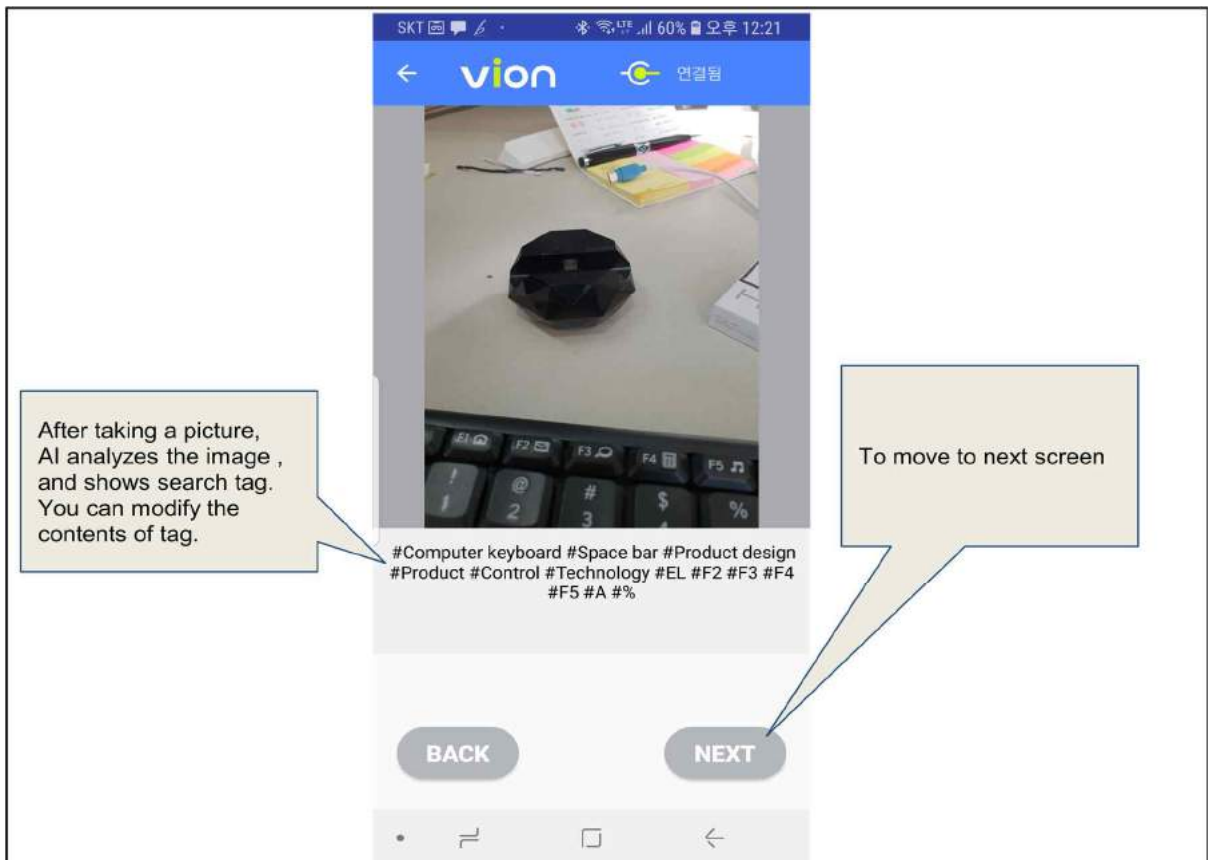 SKT 60% 오후 12:21
vion 연결됨
E1 F2 F3 F4 F5
! @ # $ %
2 3
After taking a picture,
AI analyzes the image ,
and shows search tag.
You can modify the
contents of tag.
To move to next screen
#Computer keyboard #Space bar #Product design
#Product #Control #Technology #EL #F2 #F3 #F4
#F5 #A #%
BACK NEXT